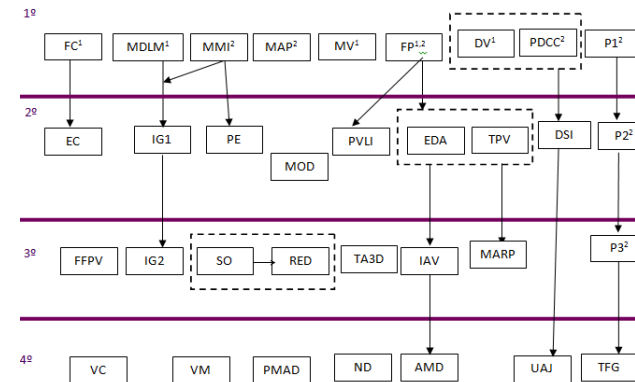 1º
FC¹ MDLM¹ MMI² MAP² MV¹ FP¹,² DV¹ PDCC² P1²
2º
EC IG1 PE MOD PVLI EDA TPV DSI P2²
3º
FFPV IG2 SO RED TA3D IAV MARP P3²
4º
VC VM PMAD ND AMD UAJ TFG